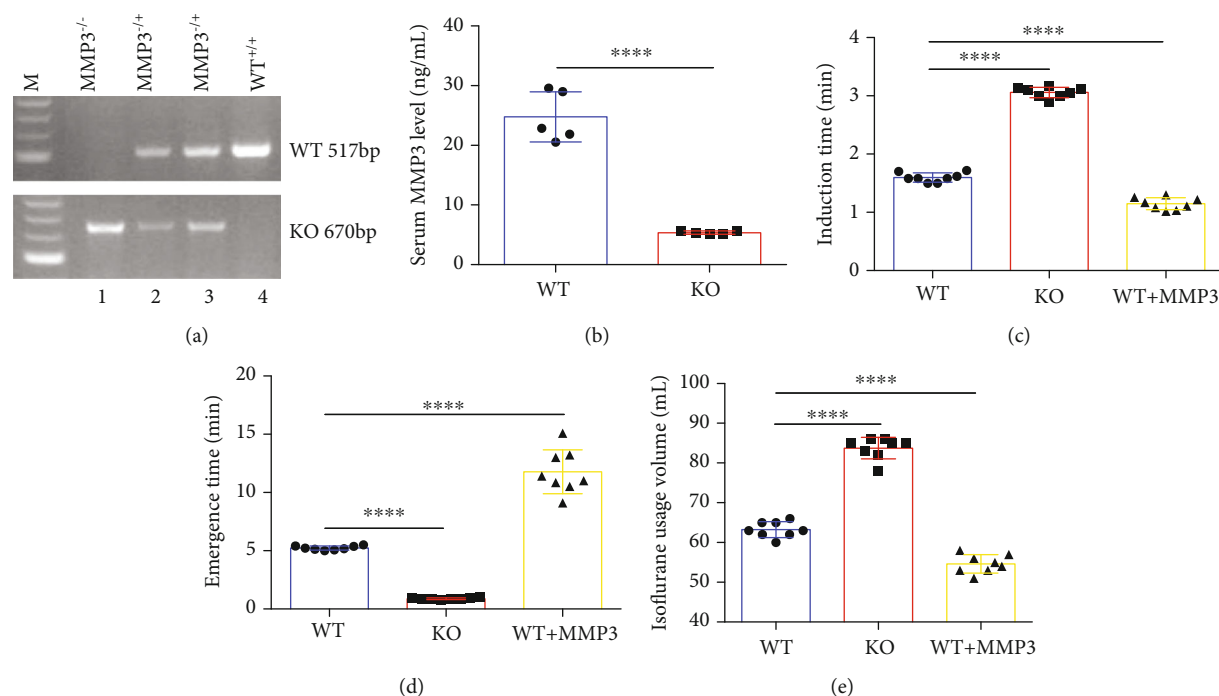 M
MMP3-/-
MMP3-/+
MMP3-/+
WT+/+
WT 517bp
KO 670bp
1 2 3 4
(a)
Serum MMP3 level (ng/mL)
40
30
20
10
0
****
WT KO
(b)
Induction time (min)
4
3
2
1
0
****
****
WT KO WT+MMP3
(c)
Emergence time (min)
20
15
10
5
0
****
****
WT KO WT+MMP3
(d)
Isoflurane usage volume (mL)
100
90
80
70
60
50
40
****
****
WT KO WT+MMP3
(e)